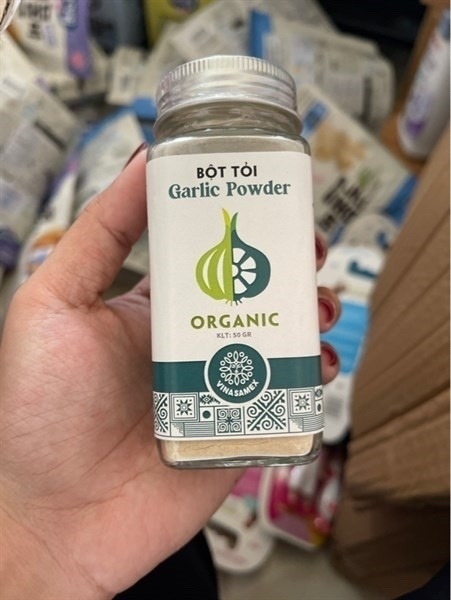 BỘT TỎI
Garlic Powder
ORGANIC
KLT: 50 GR
VINASAMEX